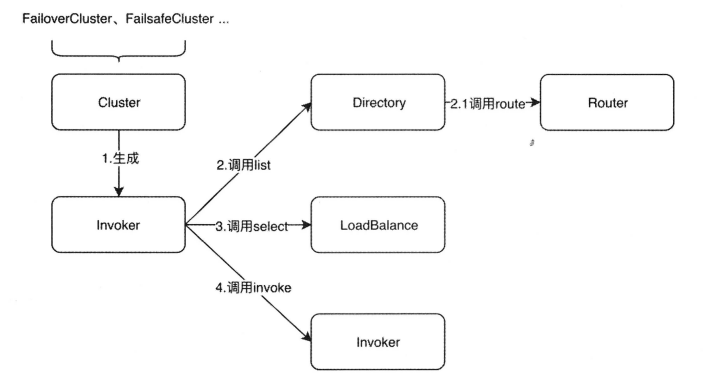 FailoverCluster、FailsafeCluster ...
Cluster
Directory
2.1调用route
Router
1.生成
2.调用list
Invoker
3.调用select
LoadBalance
4.调用invoke
Invoker